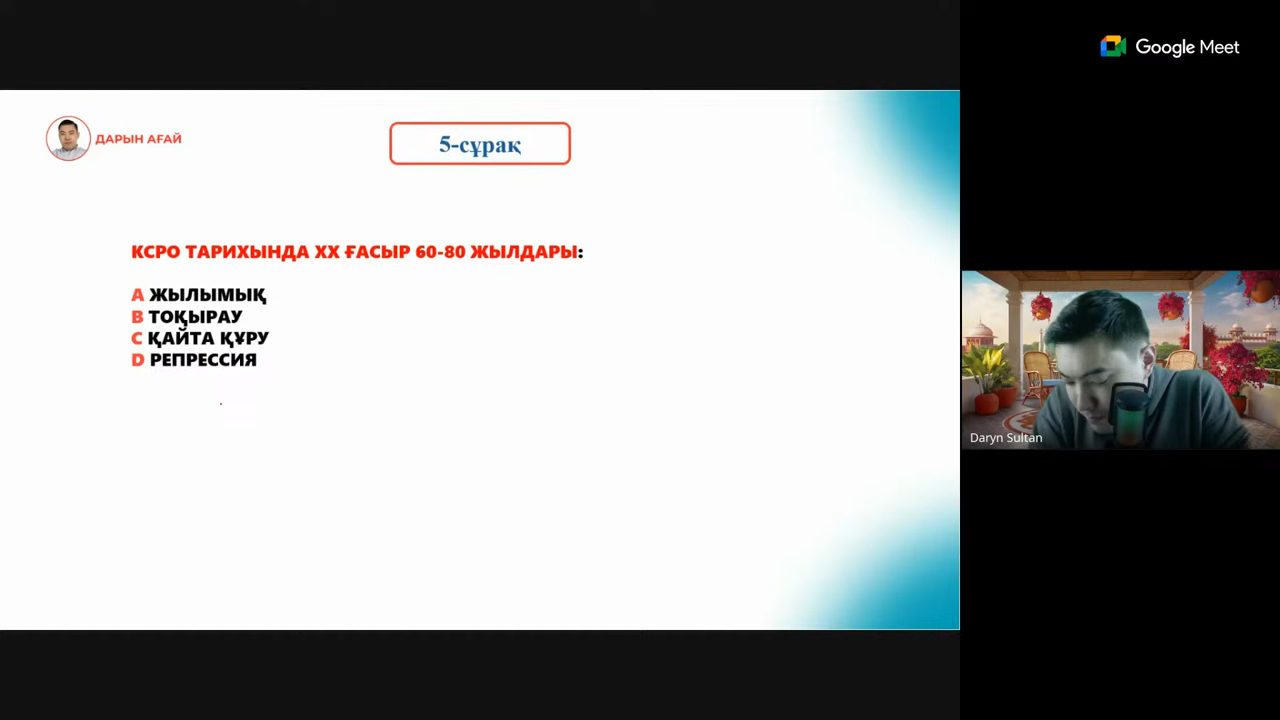 Google Meet
ДАРЫН АҒАЙ
5-сұрақ
КСРО ТАРИХЫНДА ХХ ҒАСЫР 60-80 ЖЫЛДАРЫ:
A ЖЫЛЫМЫҚ
B ТОҚЫРАУ
C ҚАЙТА ҚҰРУ
D РЕПРЕССИЯ
Daryn Sultan